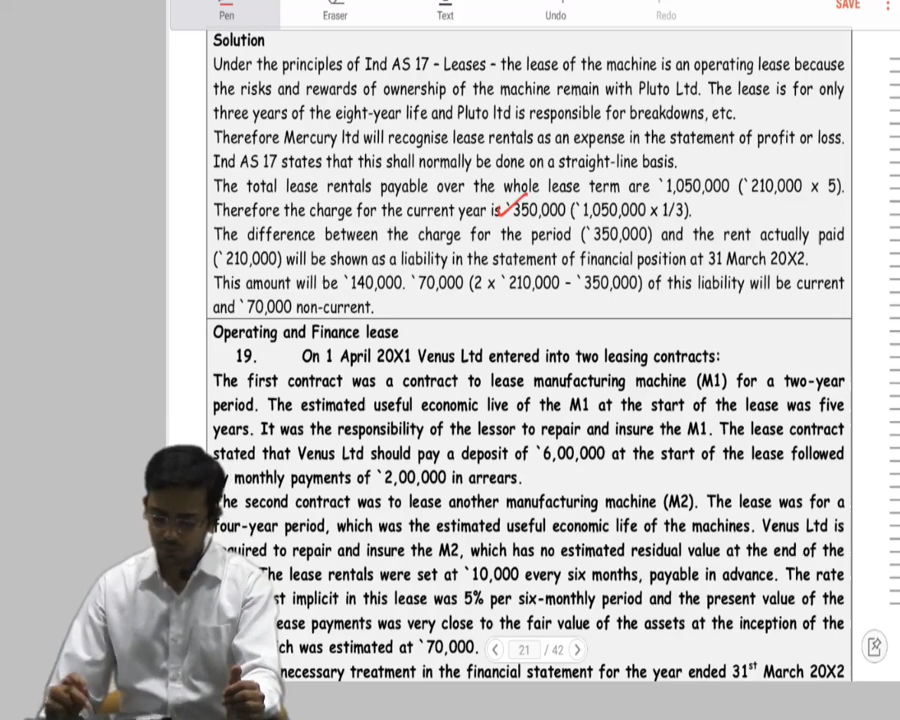 SAVE
Pen Eraser Text Undo Redo
Solution
Under the principles of Ind AS 17 - Leases - the lease of the machine is an operating lease because
the risks and rewards of ownership of the machine remain with Pluto Ltd. The lease is for only
three years of the eight-year life and Pluto ltd is responsible for breakdowns, etc.
Therefore Mercury ltd will recognise lease rentals as an expense in the statement of profit or loss.
Ind AS 17 states that this shall normally be done on a straight-line basis.
The total lease rentals payable over the whole lease term are `1,050,000 (`210,000 x 5).
Therefore the charge for the current year is `350,000 (`1,050,000 x 1/3).
The difference between the charge for the period (`350,000) and the rent actually paid
(`210,000) will be shown as a liability in the statement of financial position at 31 March 20X2.
This amount will be `140,000. `70,000 (2 x `210,000 - `350,000) of this liability will be current
and `70,000 non-current.
Operating and Finance lease
19. On 1 April 20X1 Venus Ltd entered into two leasing contracts:
The first contract was a contract to lease manufacturing machine (M1) for a two-year
period. The estimated useful economic live of the M1 at the start of the lease was five
years. It was the responsibility of the lessor to repair and insure the M1. The lease contract
stated that Venus Ltd should pay a deposit of `6,00,000 at the start of the lease followed
monthly payments of `2,00,000 in arrears.
he second contract was to lease another manufacturing machine (M2). The lease was for a
four-year period, which was the estimated useful economic life of the machines. Venus Ltd is
quired to repair and insure the M2, which has no estimated residual value at the end of the
he lease rentals were set at `10,000 every six months, payable in advance. The rate
st implicit in this lease was 5% per six-monthly period and the present value of the
ease payments was very close to the fair value of the assets at the inception of the
ch was estimated at `70,000.
21 / 42
necessary treatment in the financial statement for the year ended 31st March 20X2